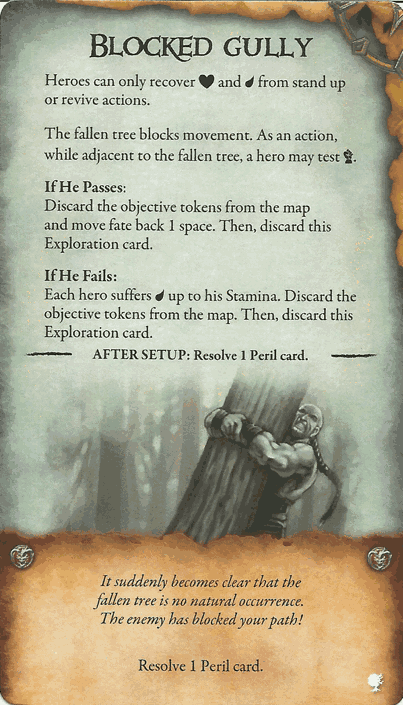 BLOCKED GULLY
Heroes can only recover and from stand up
or revive actions.
The fallen tree blocks movement. As an action,
while adjacent to the fallen tree, a hero may test .
If He Passes:
Discard the objective tokens from the map
and move fate back 1 space. Then, discard this
Exploration card.
If He Fails:
Each hero suffers up to his Stamina. Discard the
objective tokens from the map. Then, discard this
Exploration card.
AFTER SETUP: Resolve 1 Peril card.
It suddenly becomes clear that the
fallen tree is no natural occurrence.
The enemy has blocked your path!
Resolve 1 Peril card.